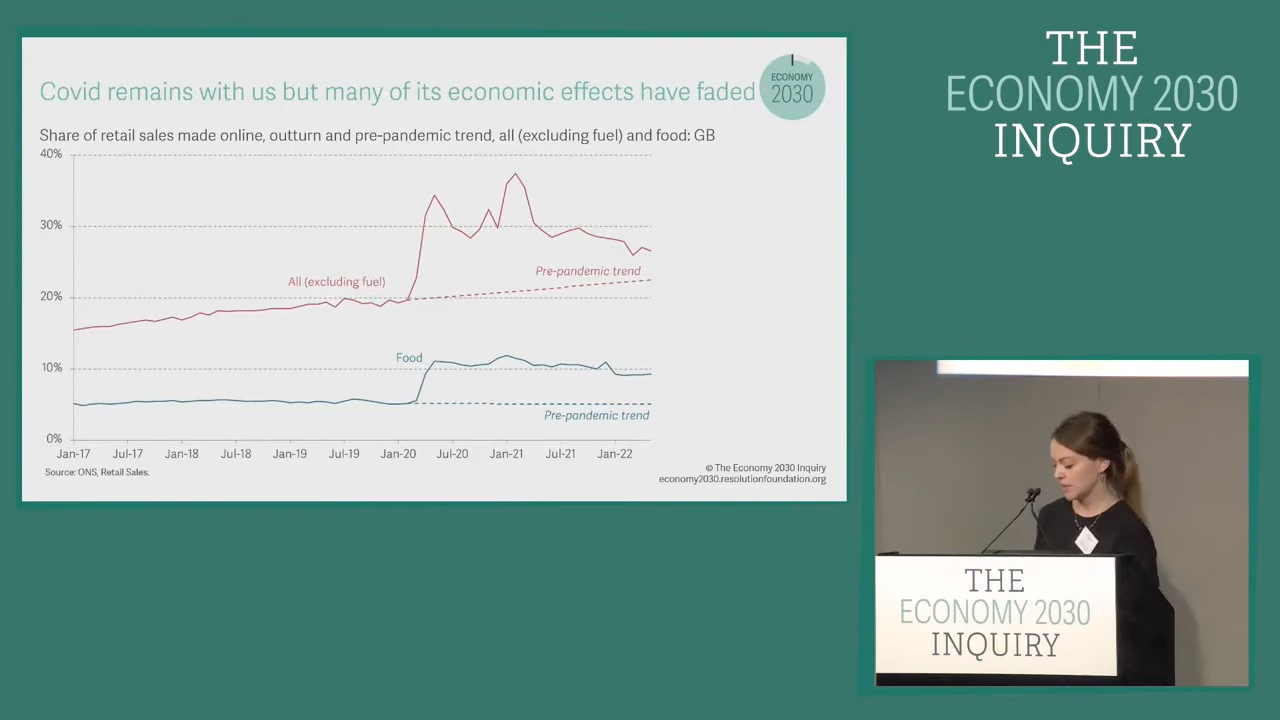 Covid remains with us but many of its economic effects have faded
ECONOMY
2030
Share of retail sales made online, outturn and pre-pandemic trend, all (excluding fuel) and food: GB
40%
30%
20%
10%
0%
All (excluding fuel)
Pre-pandemic trend
Food
Pre-pandemic trend
Jan-17 Jul-17 Jan-18 Jul-18 Jan-19 Jul-19 Jan-20 Jul-20 Jan-21 Jul-21 Jan-22
Source: ONS, Retail Sales.
© The Economy 2030 Inquiry
economy2030.resolutionfoundation.org
THE
ECONOMY 2030
INQUIRY
THE
ECONOMY 2030
INQUIRY